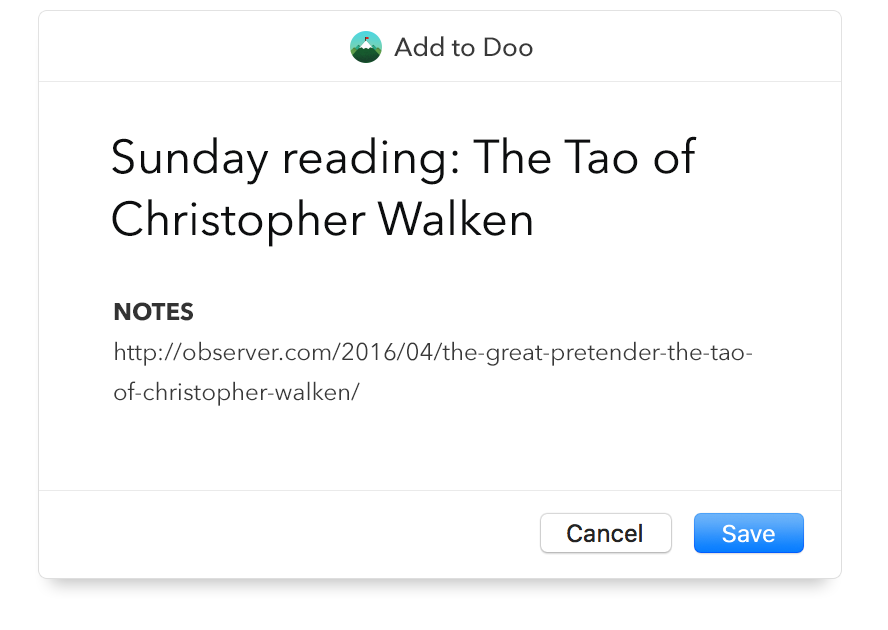 Add to Doo
Sunday reading: The Tao of
Christopher Walken
NOTES
http://observer.com/2016/04/the-great-pretender-the-tao-
of-christopher-walken/
Cancel
Save